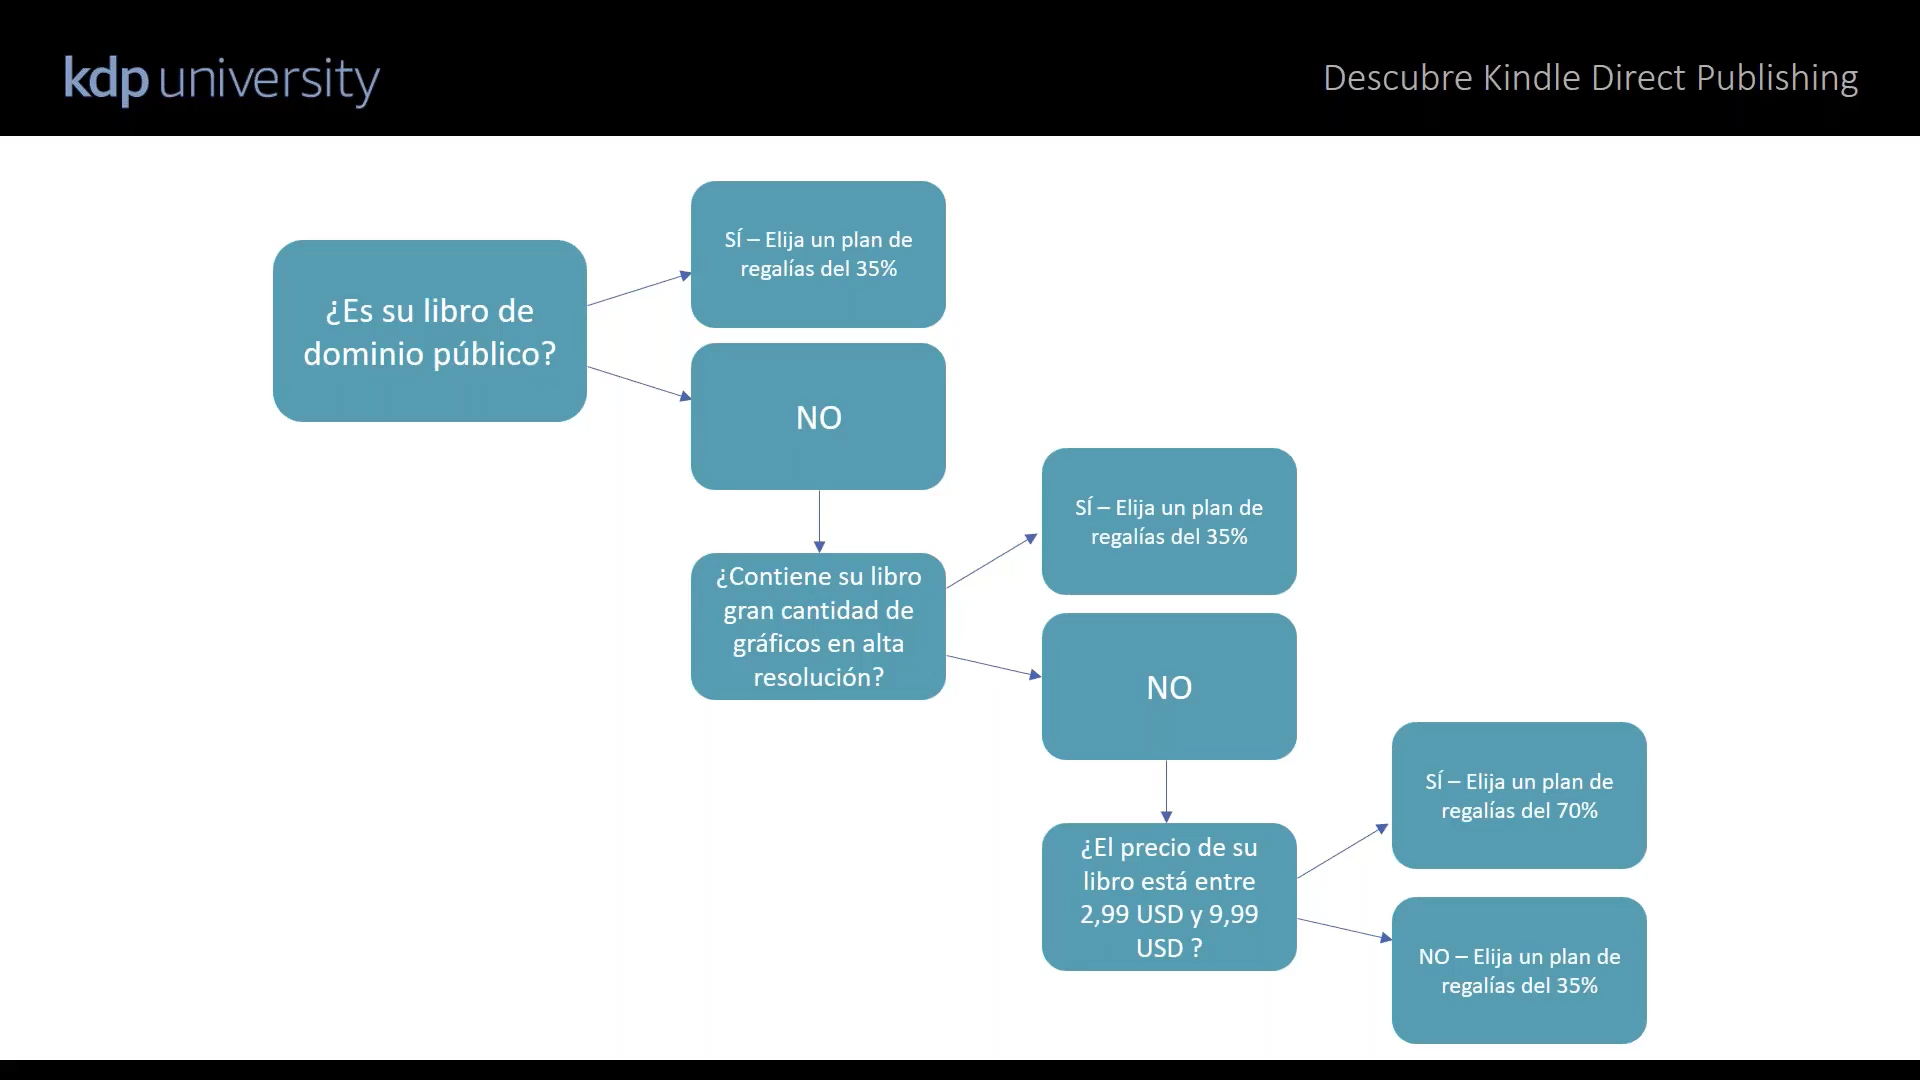 kdp university
Descubre Kindle Direct Publishing
¿Es su libro de
dominio público?
SÍ – Elija un plan de
regalías del 35%
NO
¿Contiene su libro
gran cantidad de
gráficos en alta
resolución?
SÍ – Elija un plan de
regalías del 35%
NO
¿El precio de su
libro está entre
2,99 USD y 9,99
USD ?
SÍ – Elija un plan de
regalías del 70%
NO – Elija un plan de
regalías del 35%